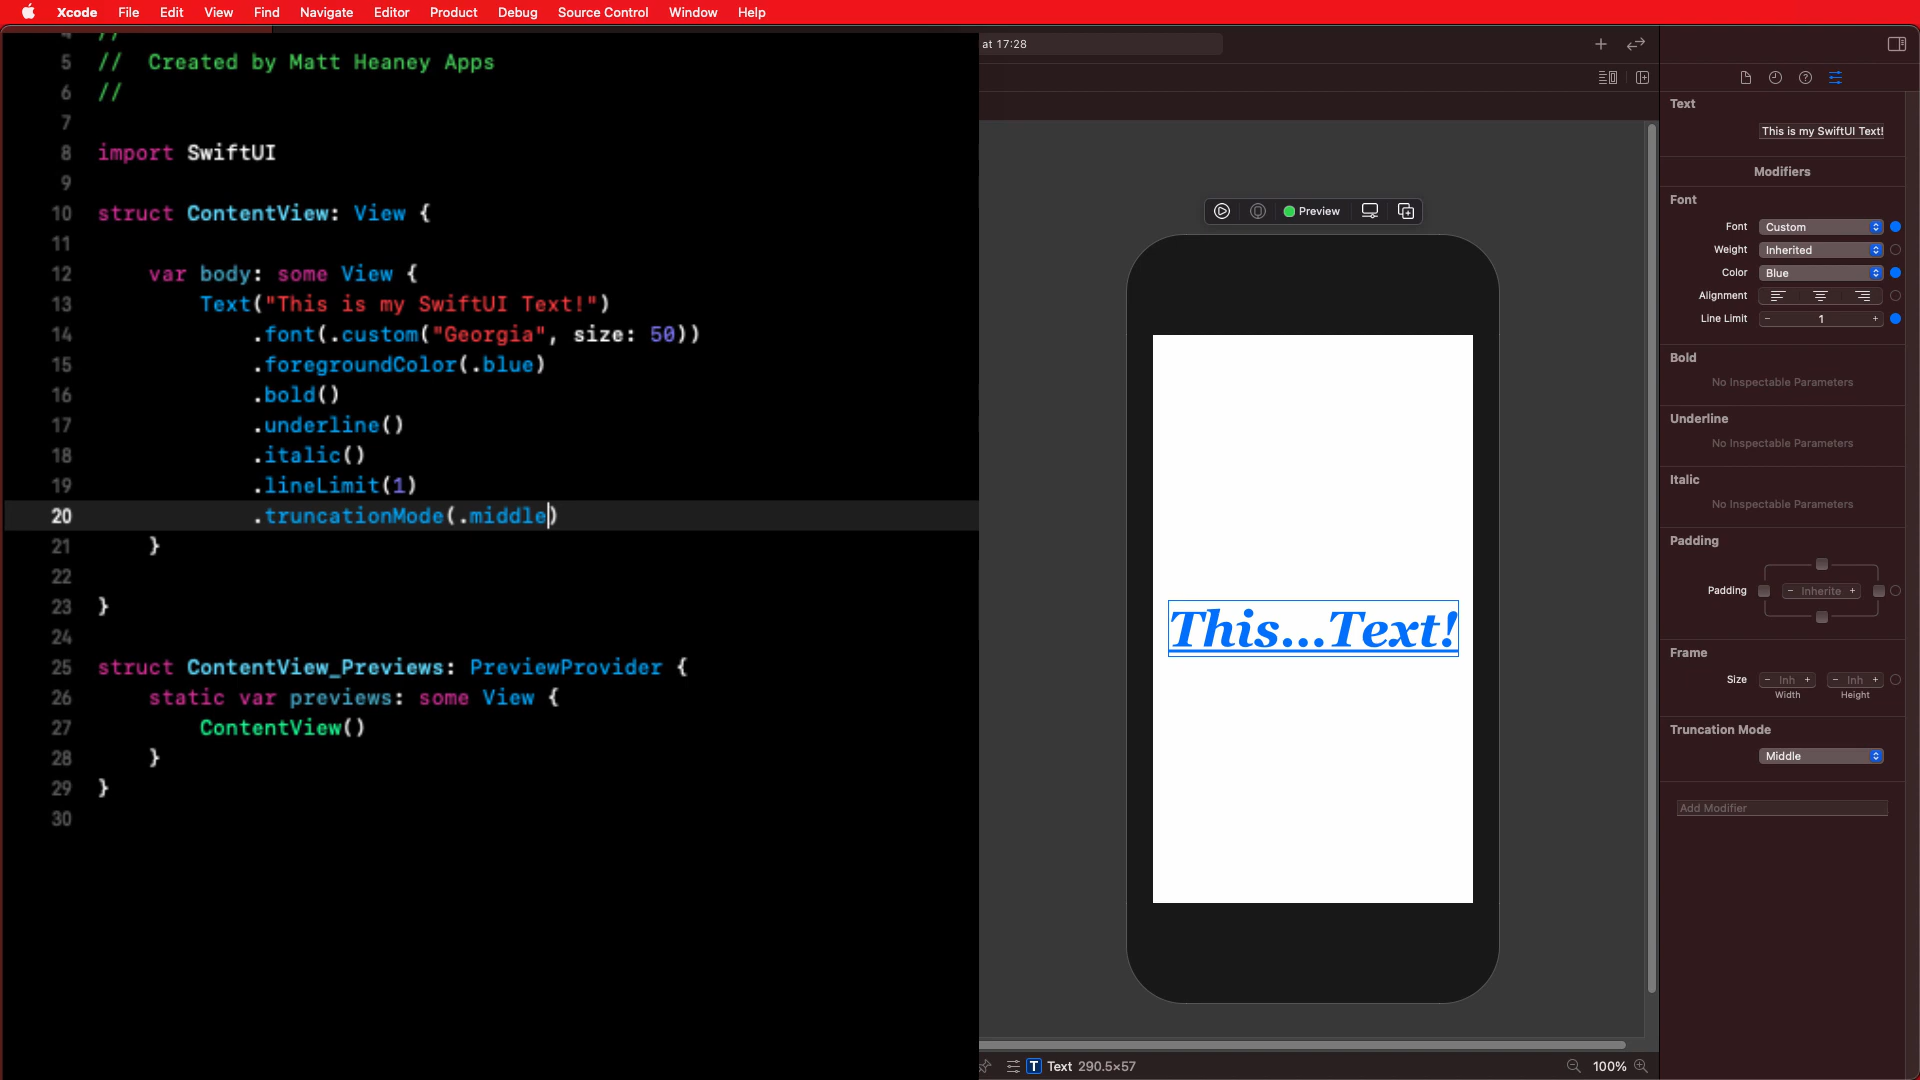 Xcode File Edit View Find Navigate Editor Product Debug Source Control Window Help
at 17:28
5 // Created by Matt Heaney Apps
6 //
7
8 import SwiftUI
9
10 struct ContentView: View {
11
12 var body: some View {
13 Text("This is my SwiftUI Text!")
14 .font(.custom("Georgia", size: 50))
15 .foregroundColor(.blue)
16 .bold()
17 .underline()
18 .italic()
19 .lineLimit(1)
20 .truncationMode(.middle)
21 }
22
23 }
24
25 struct ContentView_Previews: PreviewProvider {
26 static var previews: some View {
27 ContentView()
28 }
29 }
30
Preview
This...Text!
T Text 290.5×57
100%
Text
This is my SwiftUI Text!
Modifiers
Font
Font Custom
Weight Inherited
Color Blue
Alignment
Line Limit − 1 +
Bold
No Inspectable Parameters
Underline
No Inspectable Parameters
Italic
No Inspectable Parameters
Padding
Padding − Inherite +
Frame
Size − Inh + − Inh +
Width Height
Truncation Mode
Middle
Add Modifier